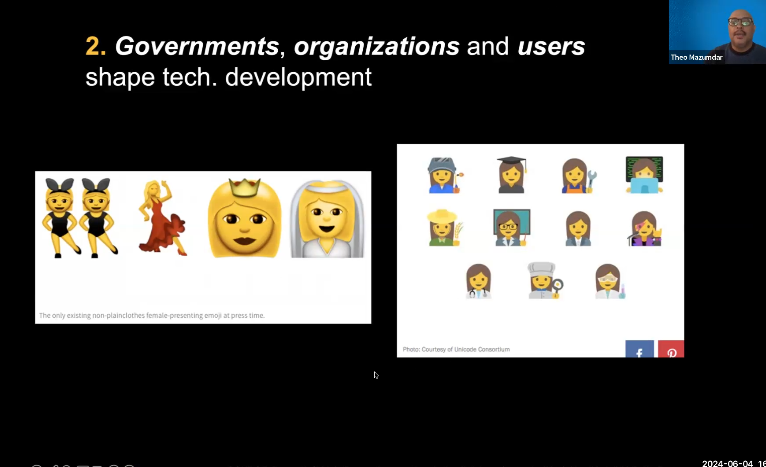 2. Governments, organizations and users
shape tech. development
Theo Mazumdar
The only existing non-plainclothes female-presenting emoji at press time.
Photo: Courtesy of Unicode Consortium
2024-06-04 16